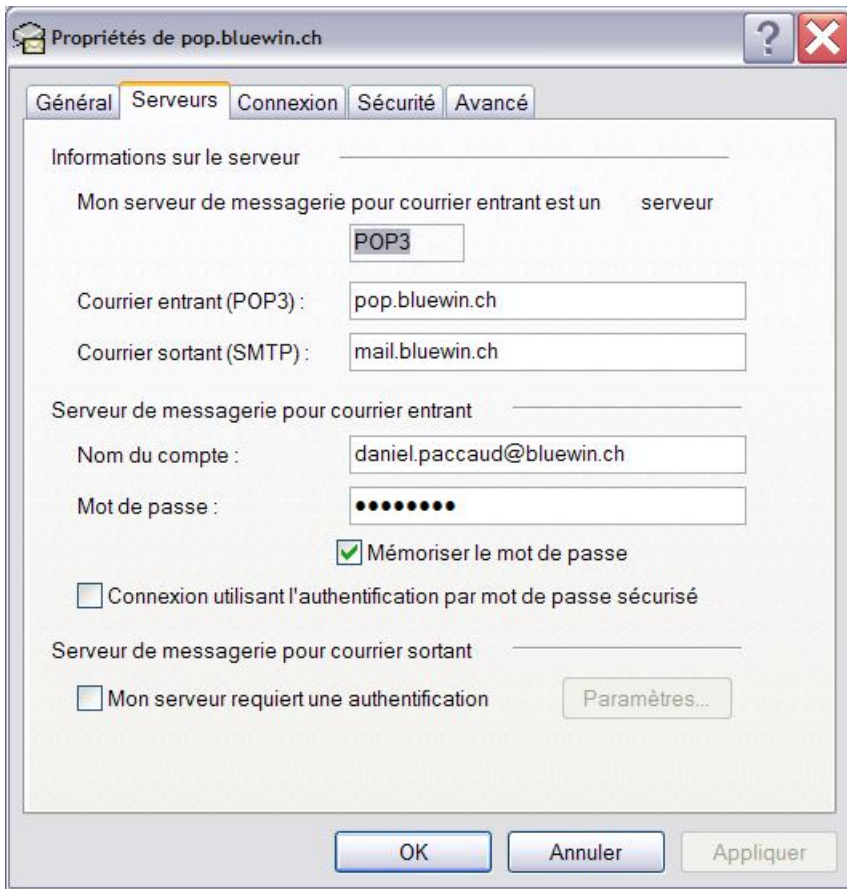 Propriétés de pop.bluewin.ch
Général Serveurs Connexion Sécurité Avancé
Informations sur le serveur
Mon serveur de messagerie pour courrier entrant est un serveur
POP3
Courrier entrant (POP3) : pop.bluewin.ch
Courrier sortant (SMTP) : mail.bluewin.ch
Serveur de messagerie pour courrier entrant
Nom du compte : daniel.paccaud@bluewin.ch
Mot de passe : ••••••••
Mémoriser le mot de passe
Connexion utilisant l'authentification par mot de passe sécurisé
Serveur de messagerie pour courrier sortant
Mon serveur requiert une authentification Paramètres...
OK Annuler Appliquer